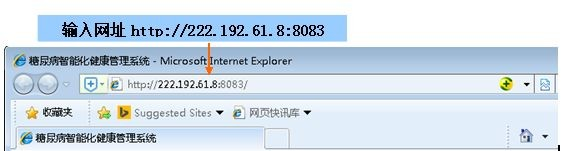 输入网址 http://222.192.61.8:8083
糖尿病智能化健康管理系统 - Microsoft Internet Explorer
http://222.192.61.8:8083/
收藏夹 Suggested Sites 网页快讯库
糖尿病智能化健康管理系统